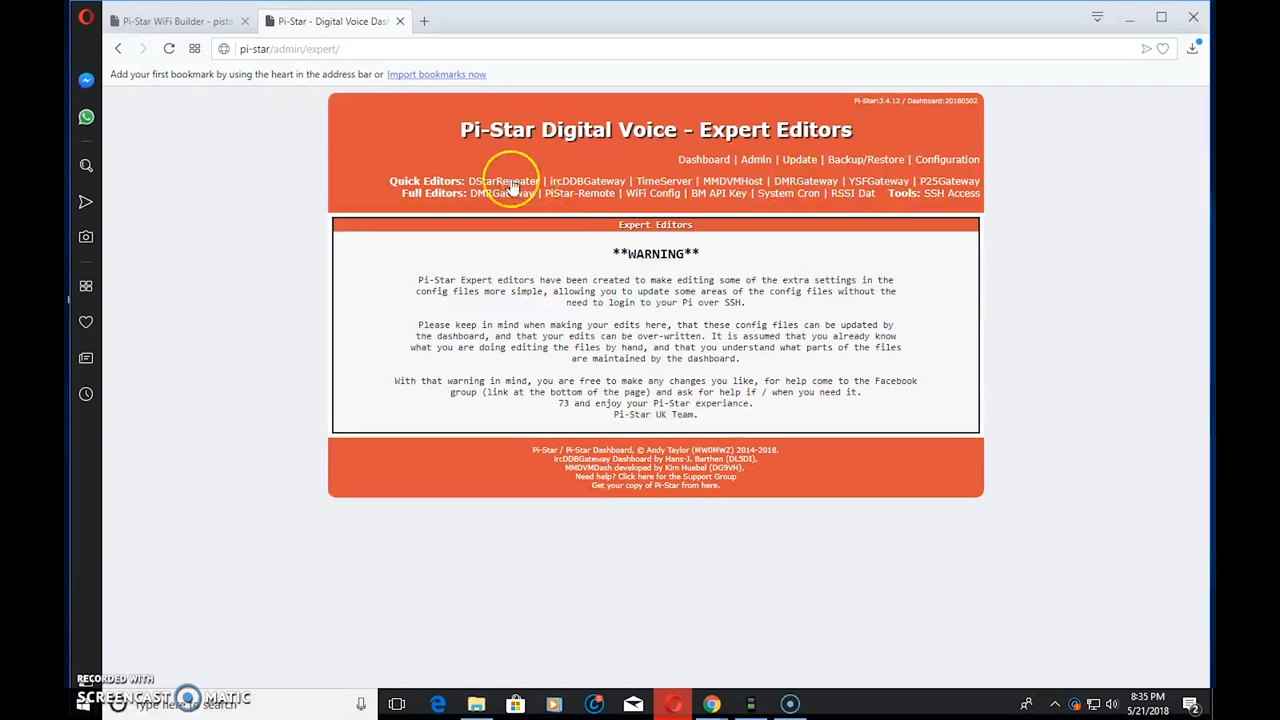 Pi-Star WiFi Builder - pista
Pi-Star - Digital Voice Das
pi-star/admin/expert/
Add your first bookmark by using the heart in the address bar or Import bookmarks now
Pi-Star:3.4.12 / Dashboard:20180502
Pi-Star Digital Voice - Expert Editors
Dashboard | Admin | Update | Backup/Restore | Configuration
Quick Editors: DStarRepeater | ircDDBGateway | TimeServer | MMDVMHost | DMRGateway | YSFGateway | P25Gateway
Full Editors: DMRGateway | PiStar-Remote | WiFi Config | BM API Key | System Cron | RSSI Dat Tools: SSH Access
Expert Editors
**WARNING**
Pi-Star Expert editors have been created to make editing some of the extra settings in the
config files more simple, allowing you to update some areas of the config files without the
need to login to your Pi over SSH.
Please keep in mind when making your edits here, that these config files can be updated by
the dashboard, and that your edits can be over-written. It is assumed that you already know
what you are doing editing the files by hand, and that you understand what parts of the files
are maintained by the dashboard.
With that warning in mind, you are free to make any changes you like, for help come to the Facebook
group (link at the bottom of the page) and ask for help if / when you need it.
73 and enjoy your Pi-Star experiance.
Pi-Star UK Team.
Pi-Star / Pi-Star Dashboard, © Andy Taylor (MW0MWZ) 2014-2018.
ircDDBGateway Dashboard by Hans-J. Barthen (DL5DI),
MMDVMDash developed by Kim Huebel (DG9VH),
Need help? Click here for the Support Group
Get your copy of Pi-Star from here.
RECORDED WITH
SCREENCAST MATIC
Type here to search
8:35 PM
5/21/2018
2